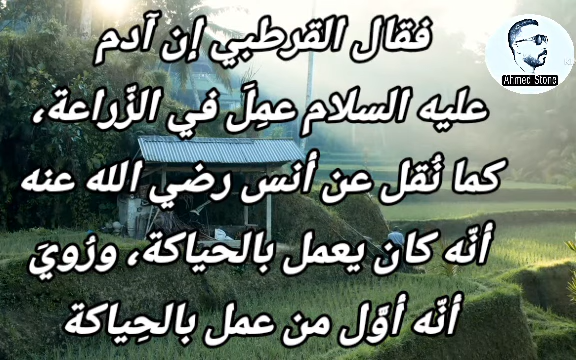 فقال القرطبي إن آدم
عليه السلام عمِلَ في الزّراعة،
كما نُقل عن أنس رضي الله عنه
أنّه كان يعمل بالحياكة، ورُويَ
أنّه أوّل من عمل بالحِياكة
Ahmed Store